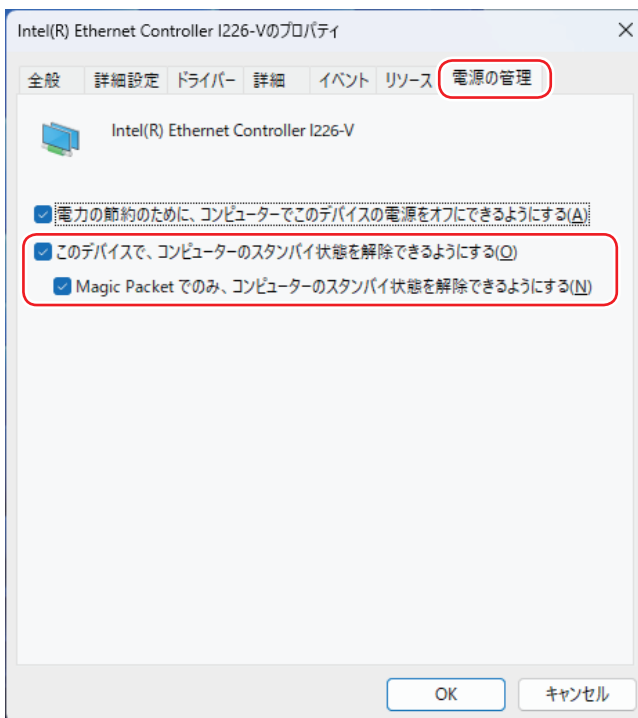 Intel(R) Ethernet Controller I226-Vのプロパティ
全般 詳細設定 ドライバー 詳細 イベント リソース 電源の管理
Intel(R) Ethernet Controller I226-V
電力の節約のために、コンピューターでこのデバイスの電源をオフにできるようにする(A)
このデバイスで、コンピューターのスタンバイ状態を解除できるようにする(O)
Magic Packet でのみ、コンピューターのスタンバイ状態を解除できるようにする(N)
OK キャンセル